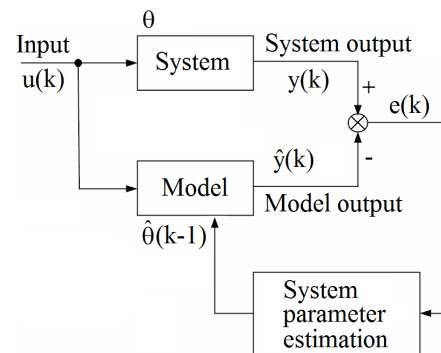 θ
Input
System output
System
u(k)
y(k)
+
e(k)
ŷ(k)
-
Model
Model output
θ̂(k-1)
System
parameter
estimation